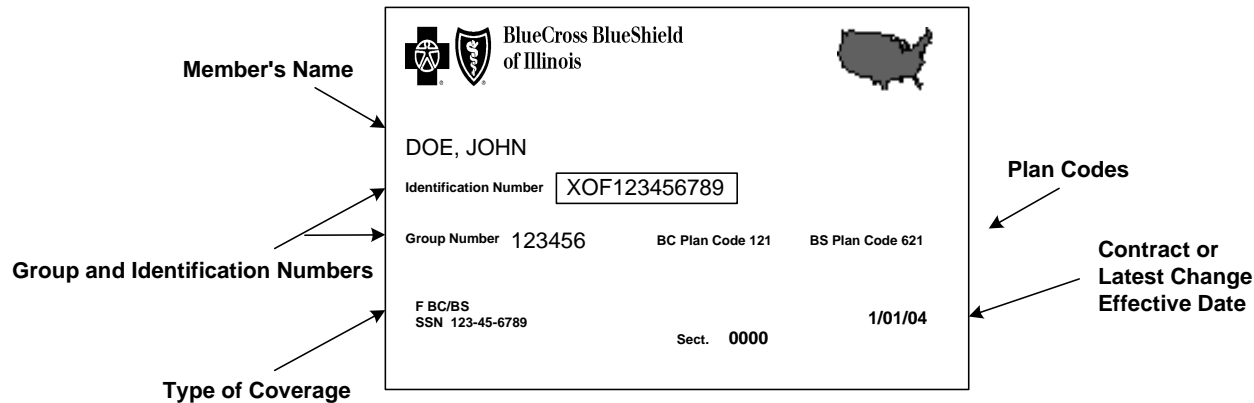 BlueCross BlueShield
of Illinois
Member's Name
DOE, JOHN
Identification Number XOF123456789
Plan Codes
Group Number 123456 BC Plan Code 121 BS Plan Code 621
Group and Identification Numbers
Contract or
Latest Change
Effective Date
F BC/BS
SSN 123-45-6789
1/01/04
Sect. 0000
Type of Coverage